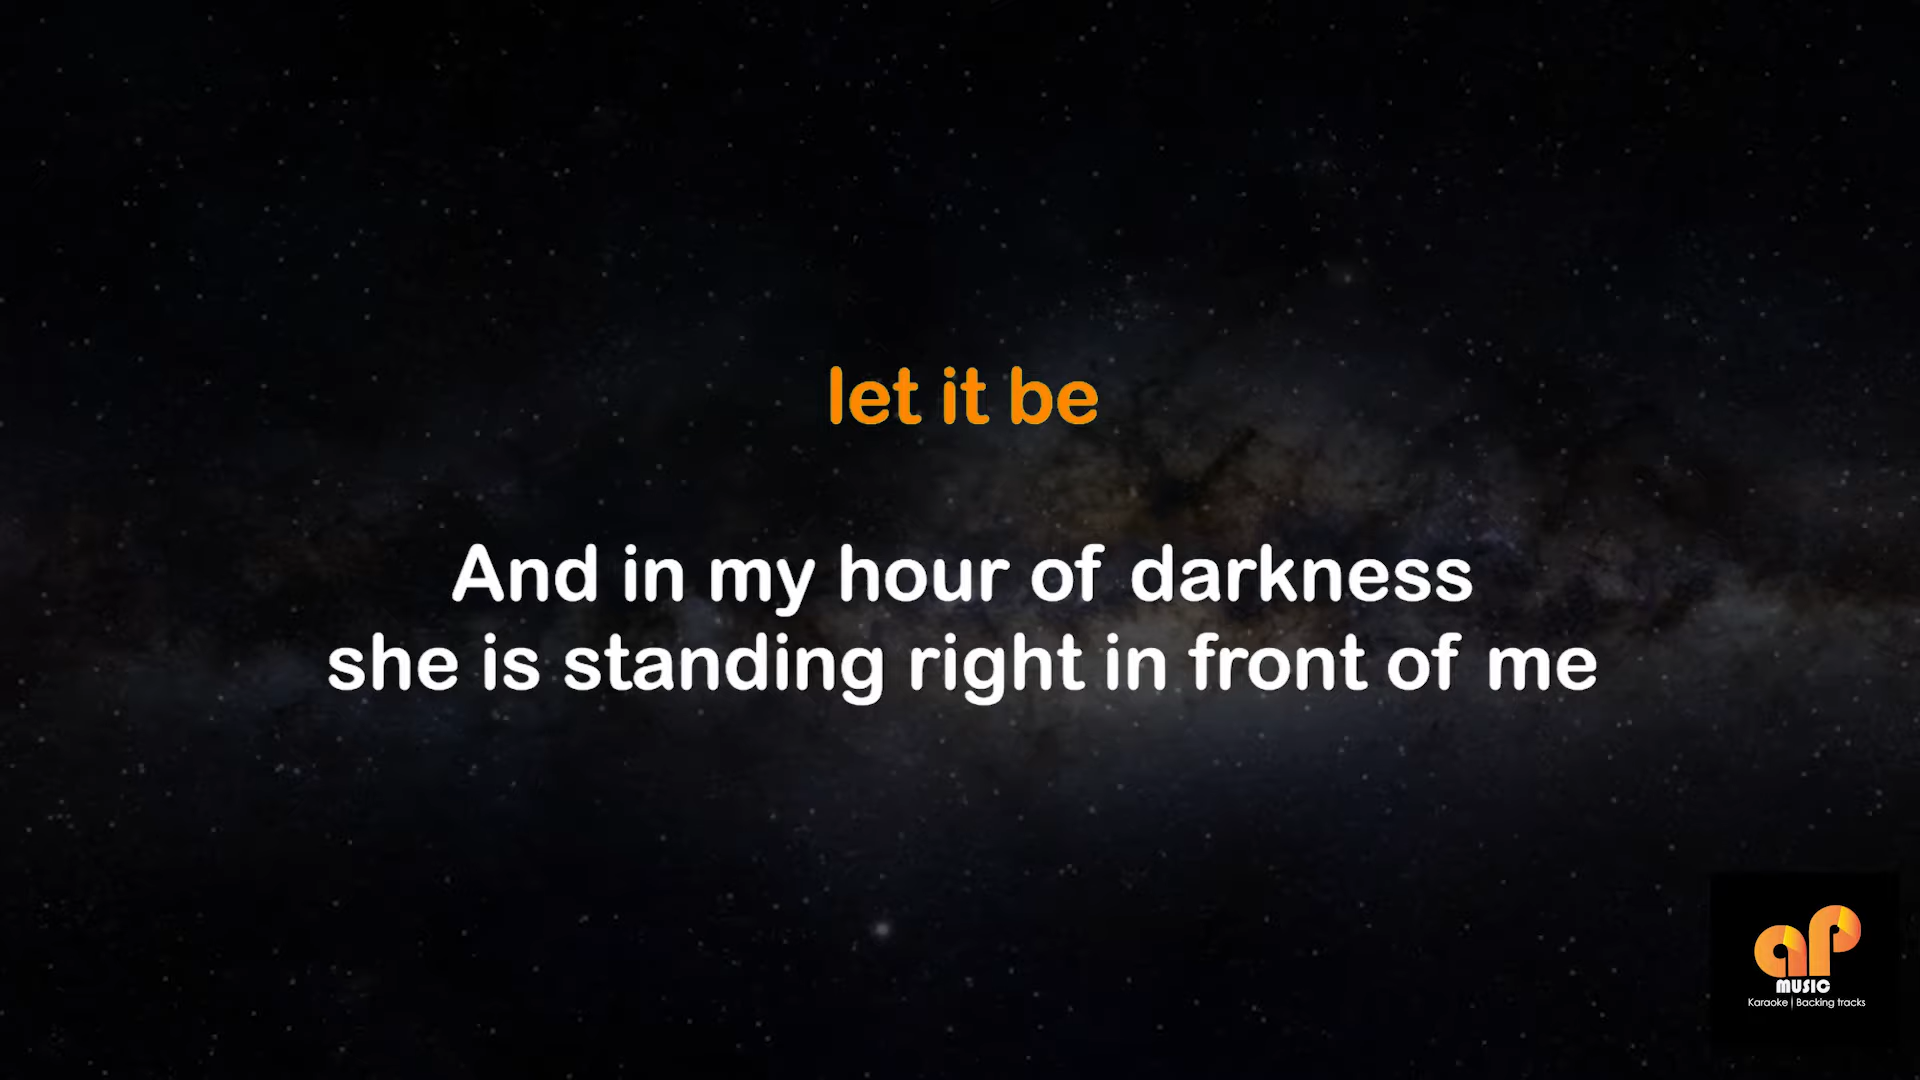 let it be
And in my hour of darkness
she is standing right in front of me
aP
MUSIC
Karaoke | Backing tracks